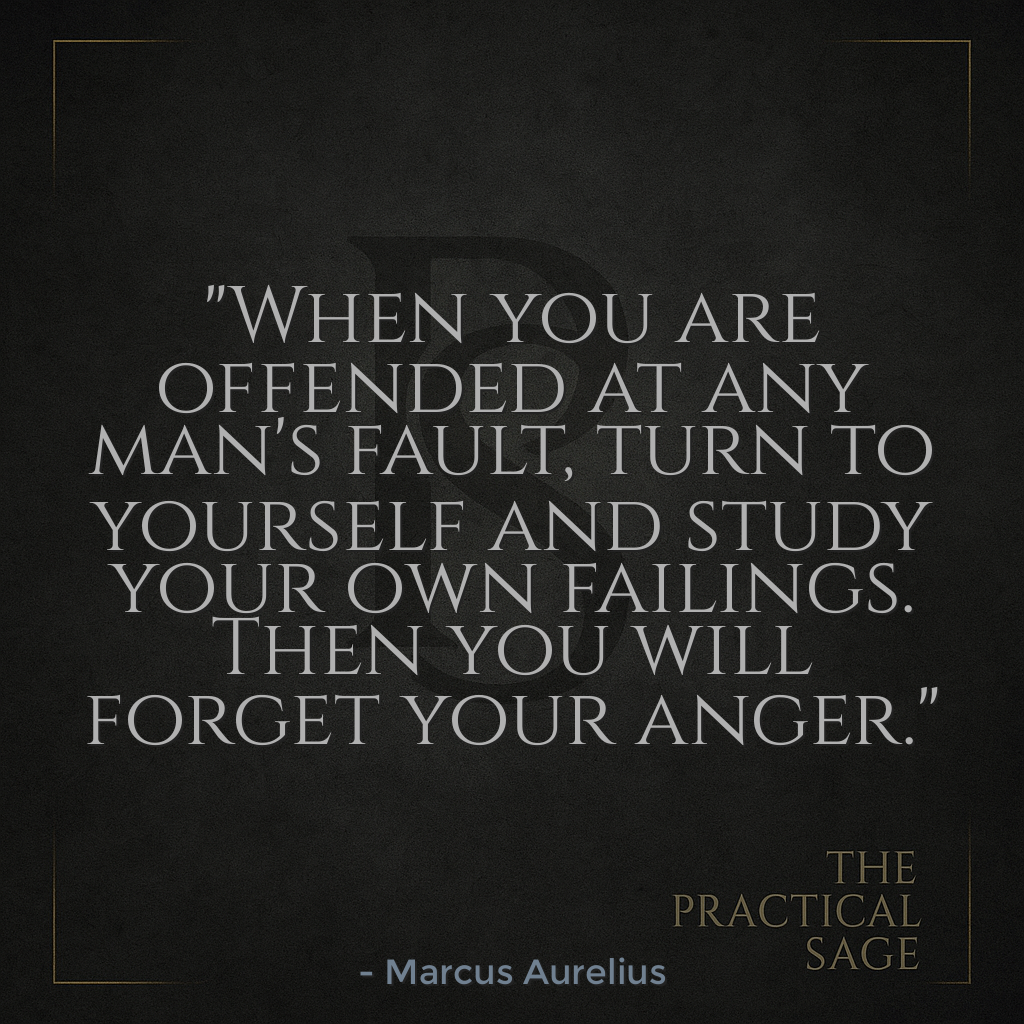 "When you are
offended at any
man's fault, turn to
yourself and study
your own failings.
Then you will
forget your anger."
THE
PRACTICAL
SAGE
- Marcus Aurelius